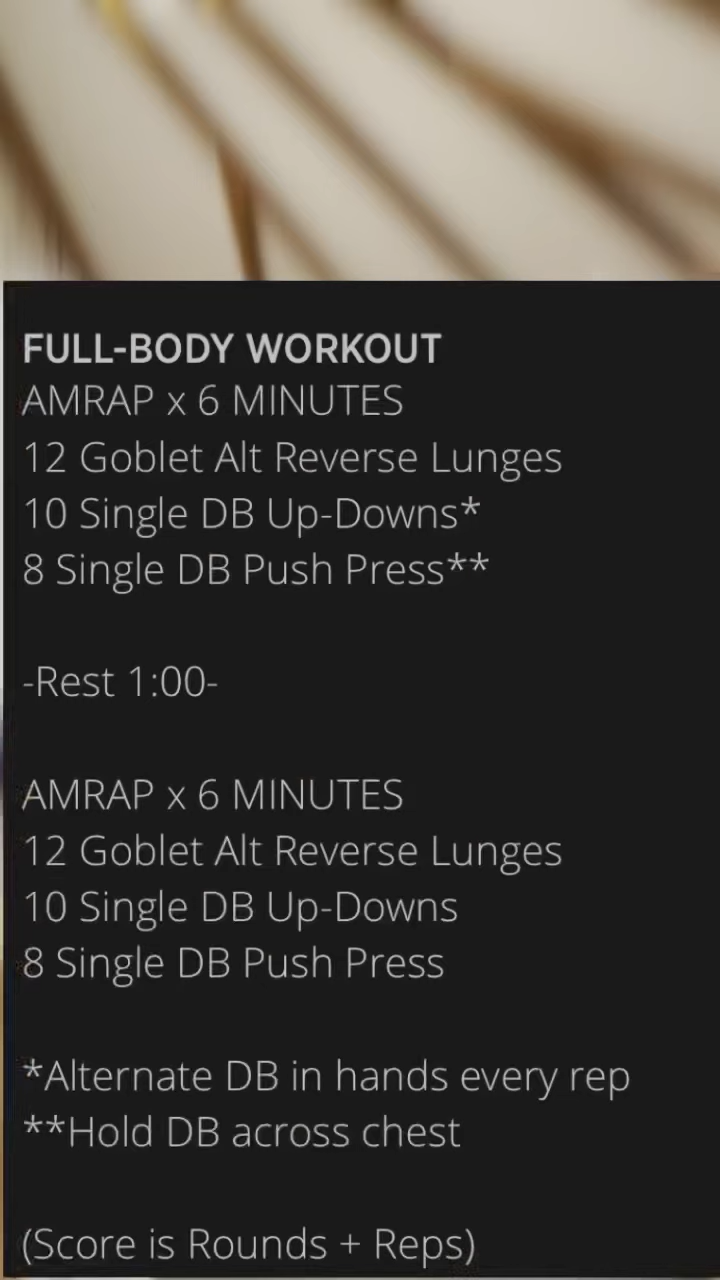 FULL-BODY WORKOUT
AMRAP x 6 MINUTES
12 Goblet Alt Reverse Lunges
10 Single DB Up-Downs*
8 Single DB Push Press**
-Rest 1:00-
AMRAP x 6 MINUTES
12 Goblet Alt Reverse Lunges
10 Single DB Up-Downs
8 Single DB Push Press
*Alternate DB in hands every rep
**Hold DB across chest
(Score is Rounds + Reps)